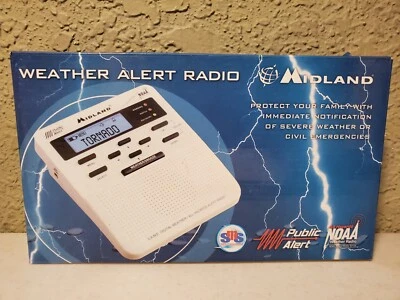 WEATHER ALERT RADIO
MIDLAND
PROTECT YOUR FAMILY WITH
IMMEDIATE NOTIFICATION
OF SEVERE WEATHER OR
CIVIL EMERGENCIES
MIDLAND
TORNADO
Public
Alert
NOAA